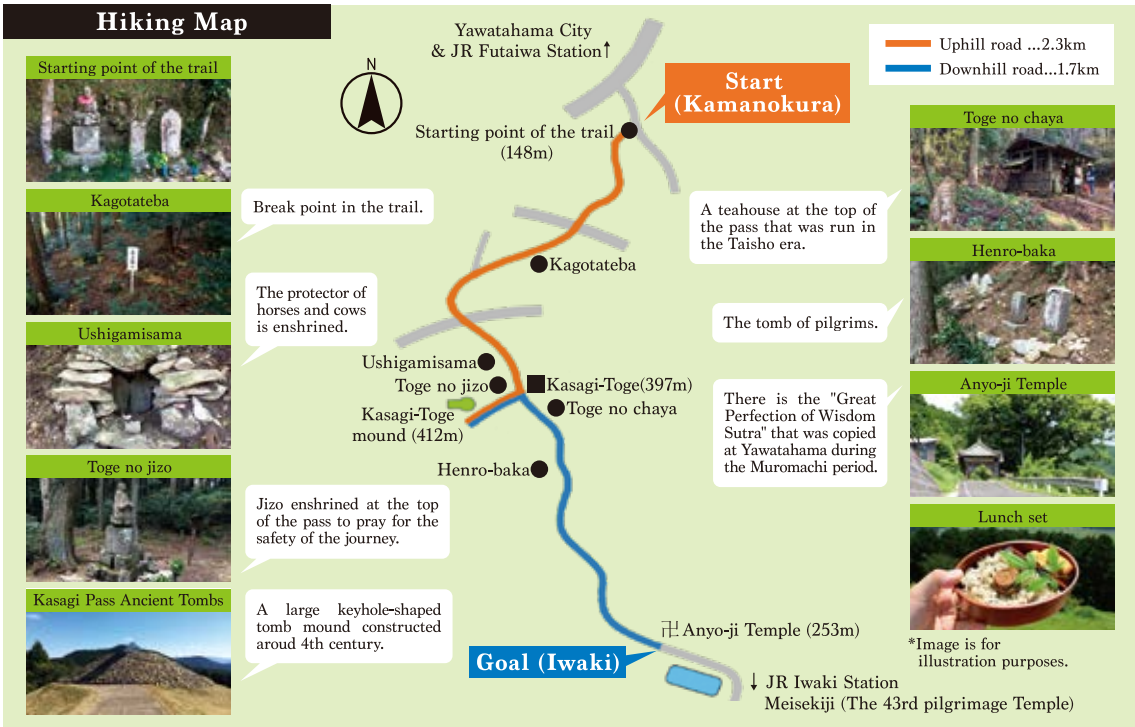 Hiking Map
Starting point of the trail
Kagotateba
Break point in the trail.
Ushigamisama
The protector of
horses and cows
is enshrined.
Toge no jizo
Jizo enshrined at the top
of the pass to pray for the
safety of the journey.
Kasagi Pass Ancient Tombs
A large keyhole-shaped
tomb mound constructed
aroud 4th century.
N
Yawatahama City
& JR Futaiwa Station↑
Start
(Kamanokura)
Starting point of the trail
(148m)
Kagotateba
Ushigamisama
Toge no jizo
Kasagi-Toge(397m)
Toge no chaya
Kasagi-Toge
mound (412m)
Henro-baka
卍 Anyo-ji Temple (253m)
Goal (Iwaki)
↓ JR Iwaki Station
Meisekiji (The 43rd pilgrimage Temple)
Uphill road ...2.3km
Downhill road...1.7km
Toge no chaya
A teahouse at the top of
the pass that was run in
the Taisho era.
Henro-baka
The tomb of pilgrims.
Anyo-ji Temple
There is the "Great
Perfection of Wisdom
Sutra" that was copied
at Yawatahama during
the Muromachi period.
Lunch set
*Image is for
illustration purposes.